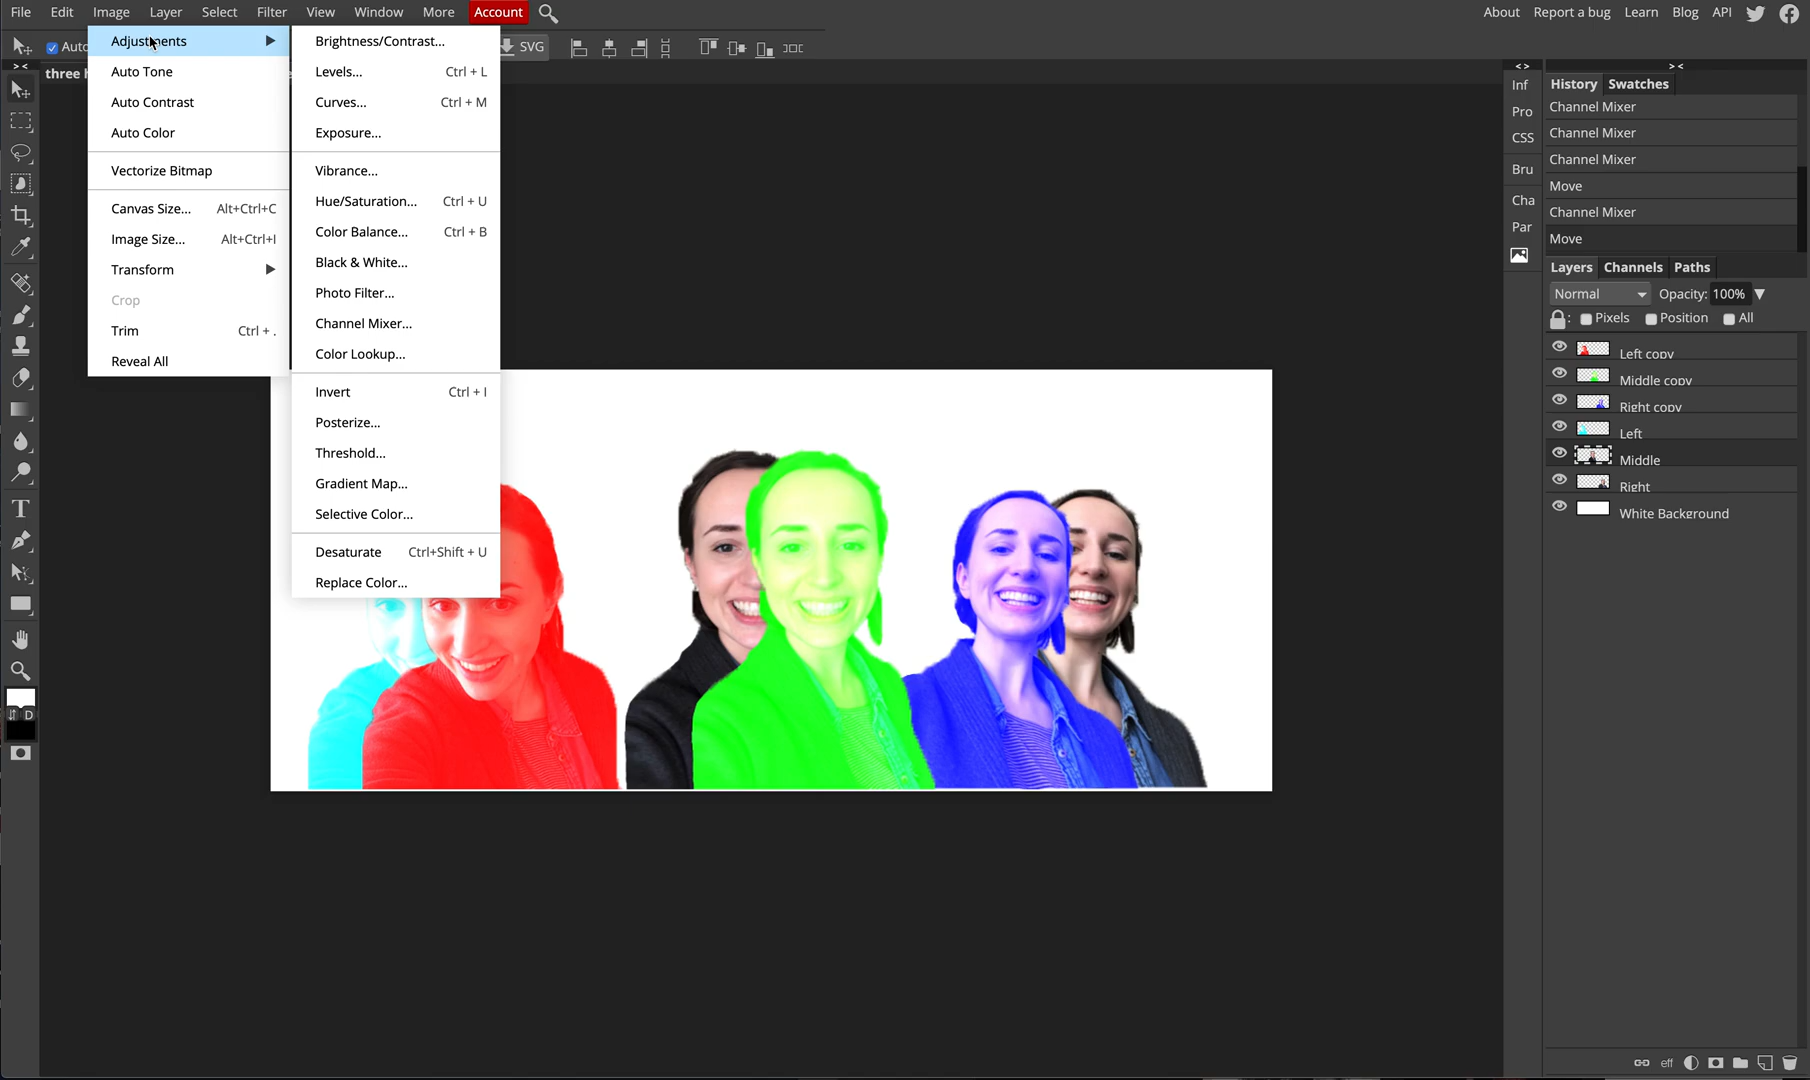 File Edit Image Layer Select Filter View Window More Account
About Report a bug Learn Blog API
Auto
SVG
three h
Adjustments
Auto Tone
Auto Contrast
Auto Color
Vectorize Bitmap
Canvas Size... Alt+Ctrl+C
Image Size... Alt+Ctrl+I
Transform
Crop
Trim Ctrl + .
Reveal All
Brightness/Contrast...
Levels... Ctrl + L
Curves... Ctrl + M
Exposure...
Vibrance...
Hue/Saturation... Ctrl + U
Color Balance... Ctrl + B
Black & White...
Photo Filter...
Channel Mixer...
Color Lookup...
Invert Ctrl + I
Posterize...
Threshold...
Gradient Map...
Selective Color...
Desaturate Ctrl+Shift + U
Replace Color...
D
< >
> <
> <
Inf
Pro
CSS
Bru
Cha
Par
History Swatches
Channel Mixer
Channel Mixer
Channel Mixer
Move
Channel Mixer
Move
Layers Channels Paths
Normal Opacity: 100%
: Pixels Position All
Left copy
Middle copy
Right copy
Left
Middle
Right
White Background
eff